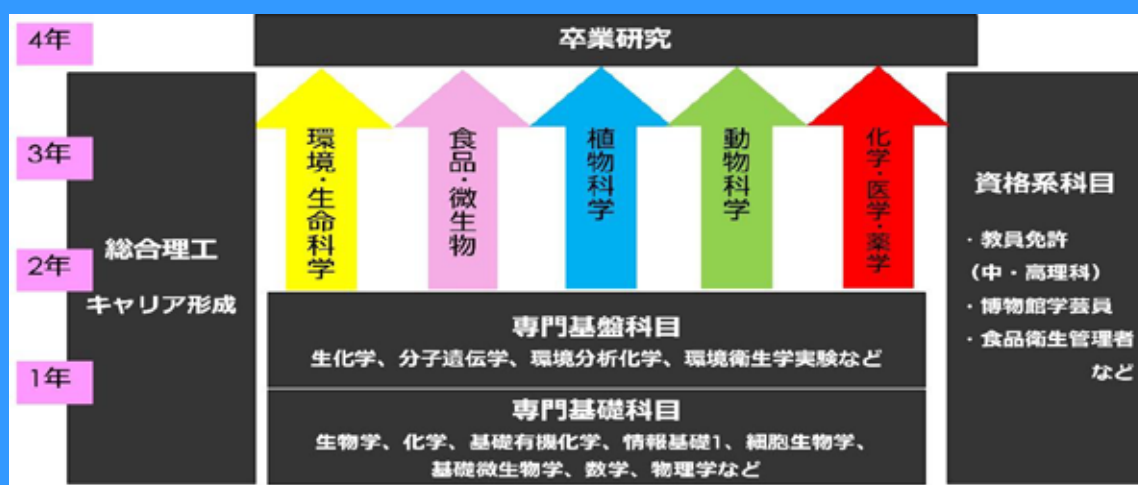 4年
卒業研究
3年
2年
1年
総合理工
キャリア形成
環境・生命科学
食品・微生物
植物科学
動物科学
化学・医学・薬学
資格系科目
・教員免許
（中・高理科）
・博物館学芸員
・食品衛生管理者
など
専門基盤科目
生化学、分子遺伝学、環境分析化学、環境衛生学実験など
専門基礎科目
生物学、化学、基礎有機化学、情報基礎1、細胞生物学、
基礎微生物学、数学、物理学など